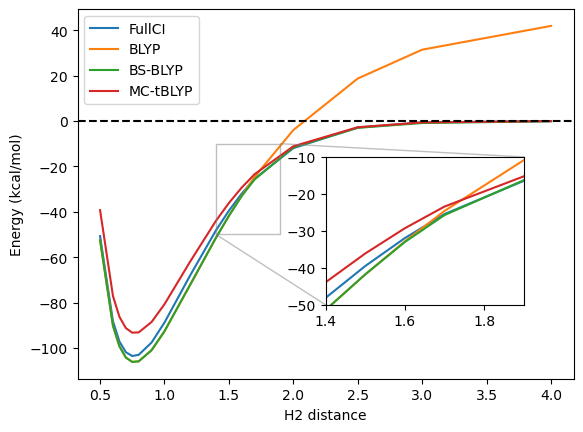 FullCI
BLYP
BS-BLYP
MC-tBLYP
Energy (kcal/mol)
40
20
0
−20
−40
−60
−80
−100
−10
−20
−30
−40
−50
1.4 1.6 1.8
0.5 1.0 1.5 2.0 2.5 3.0 3.5 4.0
H2 distance